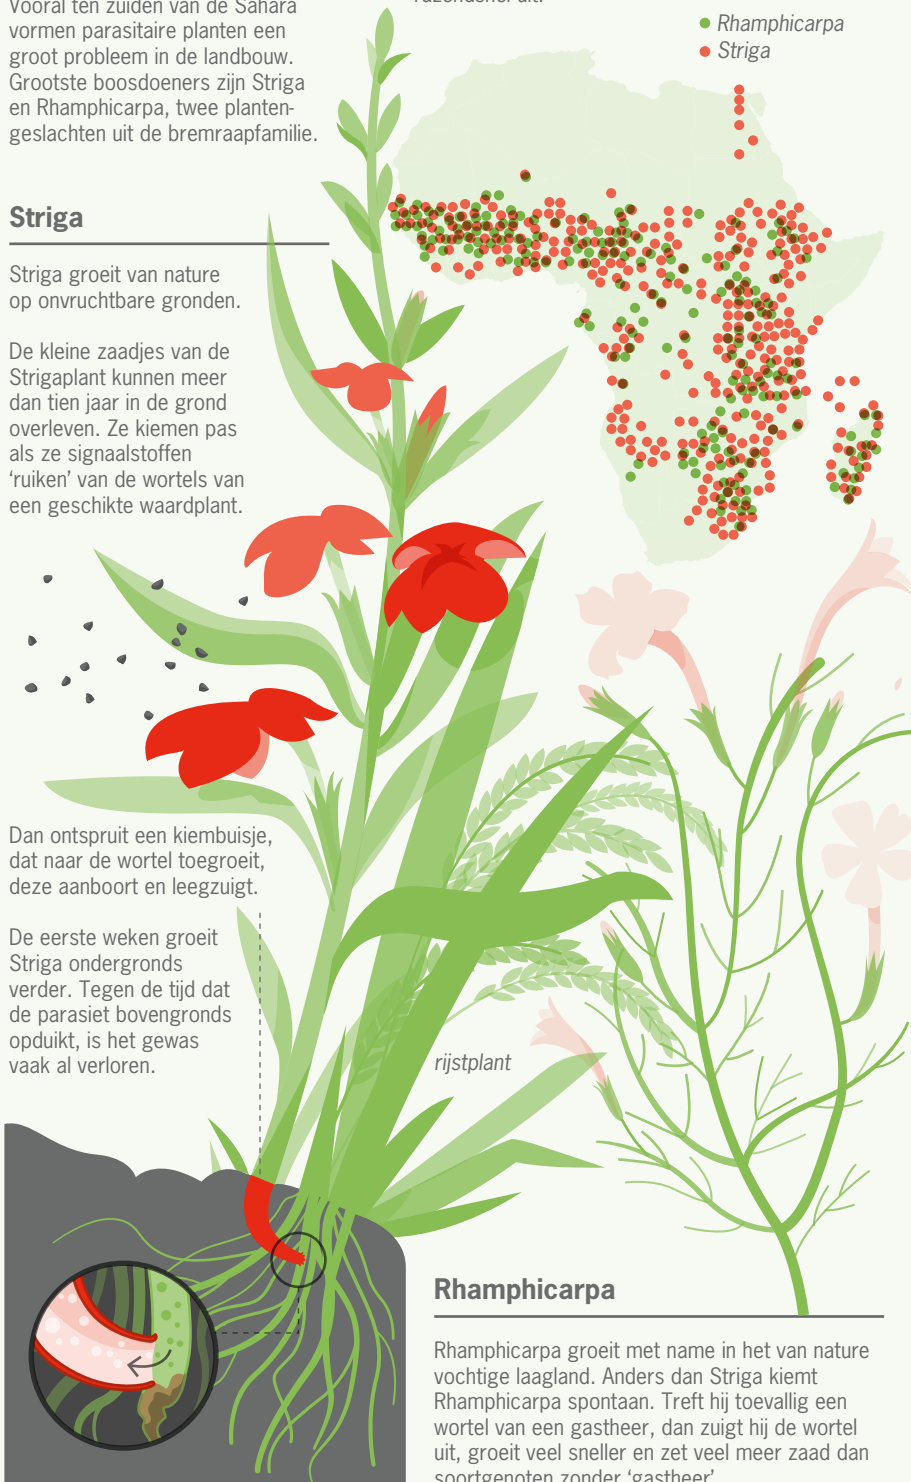 Vooral ten zuiden van de Sahara
vormen parasitaire planten een
groot probleem in de landbouw.
Grootste boosdoeners zijn Striga
en Rhamphicarpa, twee planten-
geslachten uit de bremraapfamilie.
Rhamphicarpa
Striga
Striga
Striga groeit van nature
op onvruchtbare gronden.
De kleine zaadjes van de
Strigaplant kunnen meer
dan tien jaar in de grond
overleven. Ze kiemen pas
als ze signaalstoffen
‘ruiken’ van de wortels van
een geschikte waardplant.
Dan ontspruit een kiembuisje,
dat naar de wortel toegroeit,
deze aanboort en leegzuigt.
De eerste weken groeit
Striga ondergronds
verder. Tegen de tijd dat
de parasiet bovengronds
opduikt, is het gewas
vaak al verloren.
rijstplant
Rhamphicarpa
Rhamphicarpa groeit met name in het van nature
vochtige laagland. Anders dan Striga kiemt
Rhamphicarpa spontaan. Treft hij toevallig een
wortel van een gastheer, dan zuigt hij de wortel
uit, groeit veel sneller en zet veel meer zaad dan
soortgenoten zonder ‘gastheer’